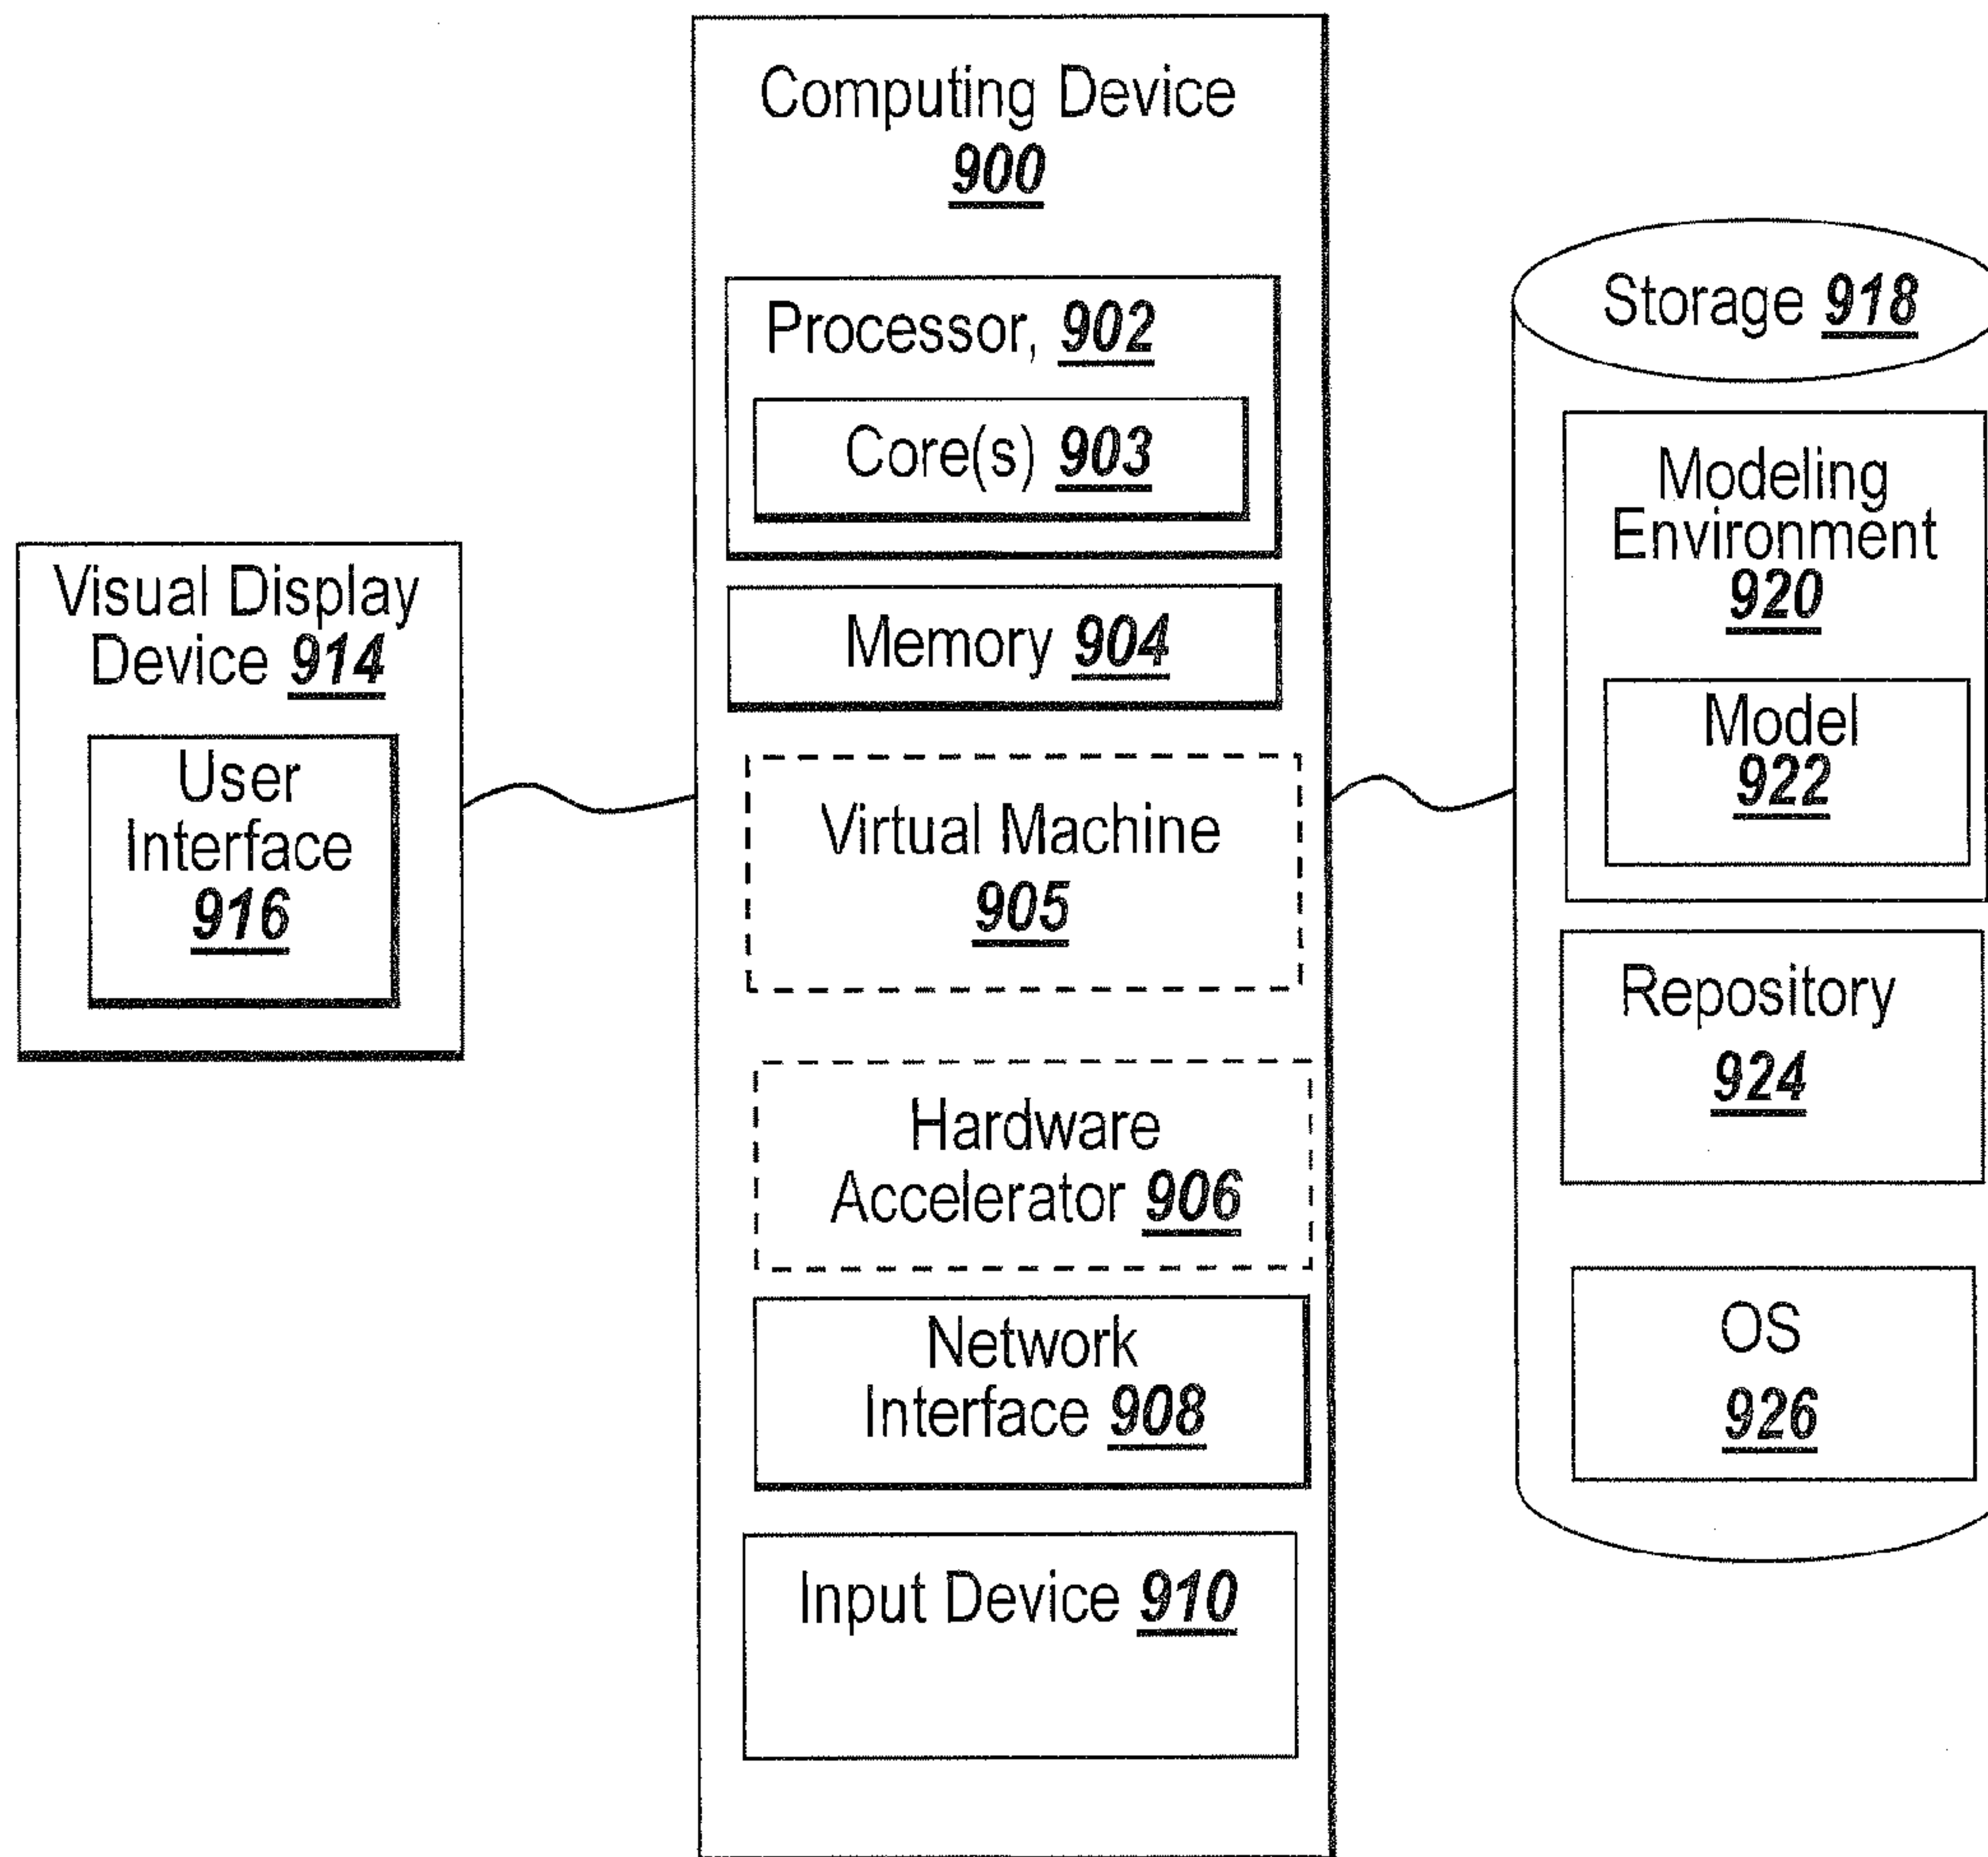 Computing Device
900
Processor, 902
Core(s) 903
Memory 904
Virtual Machine
905
Hardware
Accelerator 906
Network
Interface 908
Input Device 910
Visual Display
Device 914
User
Interface
916
Storage 918
Modeling
Environment
920
Model
922
Repository
924
OS
926